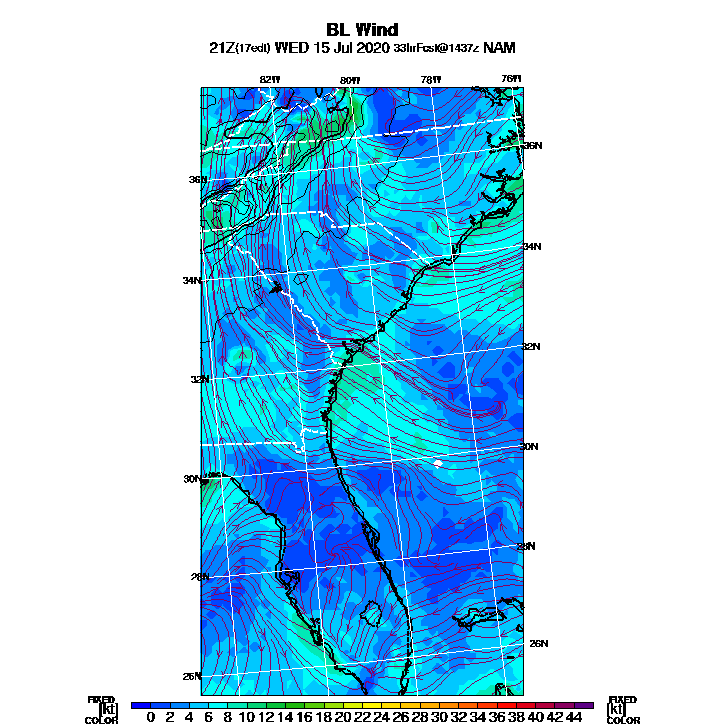 BL Wind
21Z(17edt) WED 15 Jul 2020 33hrFcst@1437z NAM
82W 80W 78W 76W
36N
36N
34N
34N
32N
32N
30N
30N
28N
28N
26N
26N
FIXED FIXED
[kt] 0 2 4 6 8 10 12 14 16 18 20 22 24 26 28 30 32 34 36 38 40 42 44 [kt]
COLOR COLOR